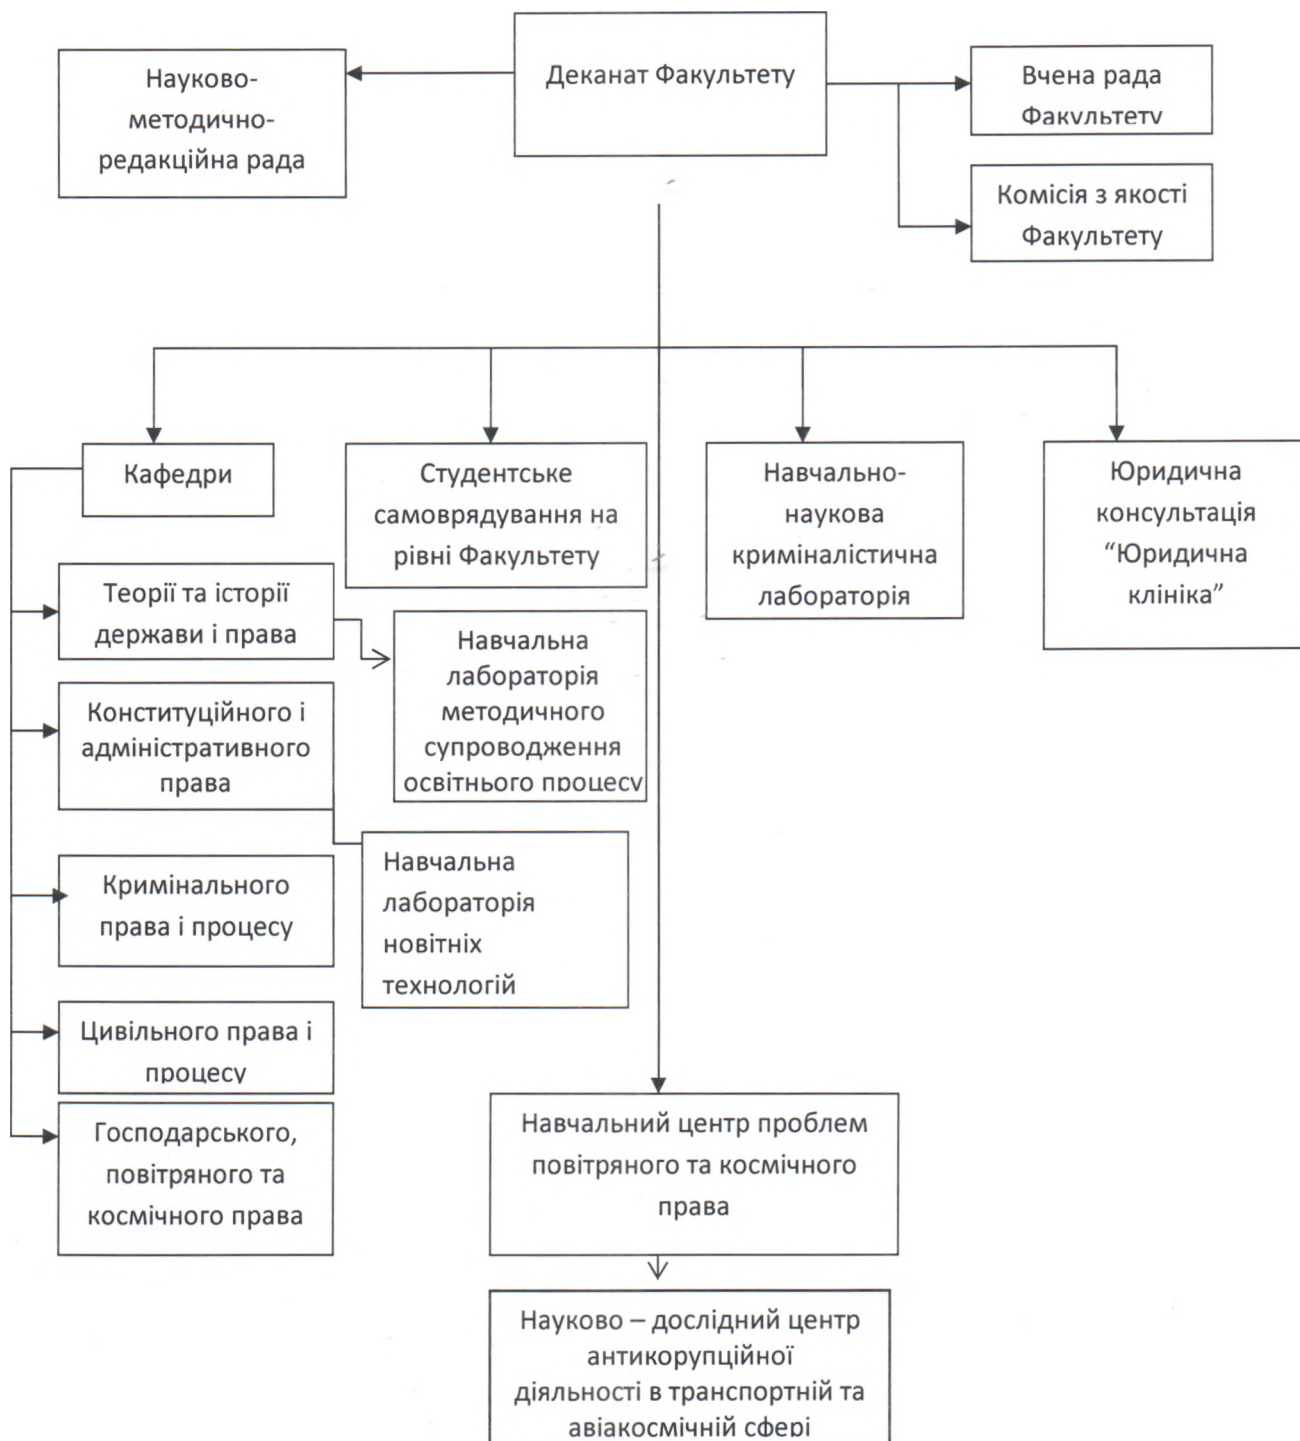 Науково-
методично-
редакційна рада
Деканат Факультету
Вчена рада
Факультету
Комісія з якості
Факультету
Кафедри
Студентське
самоврядування на
рівні Факультету
Навчально-
наукова
криміналістична
лабораторія
Юридична
консультація
“Юридична
клініка”
Теорії та історії
держави і права
Навчальна
лабораторія
методичного
супроводження
освітнього процесу
Конституційного і
адміністративного
права
Навчальна
лабораторія
новітніх
технологій
Кримінального
права і процесу
Цивільного права і
процесу
Господарського,
повітряного та
космічного права
Навчальний центр проблем
повітряного та космічного
права
Науково – дослідний центр
антикорупційної
діяльності в транспортній та
авіакосмічній сфері